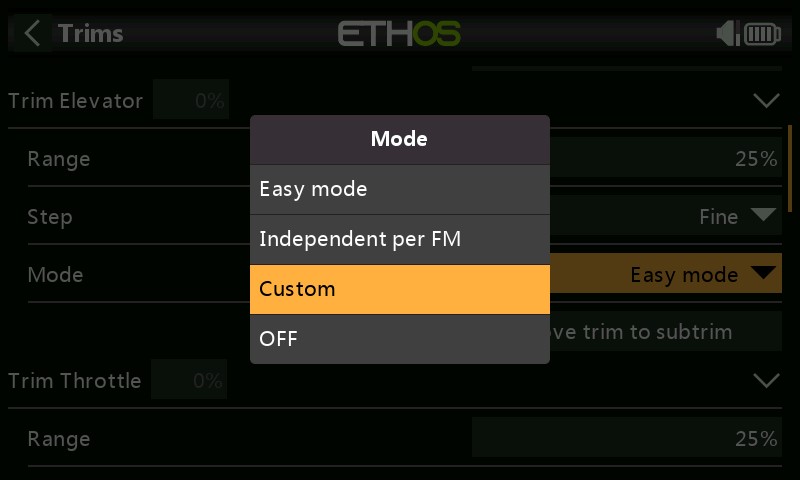 Trims
ETHOS
Trim Elevator 0%
Range 25%
Mode
Easy mode
Independent per FM
Custom
OFF
Step Fine
Mode Easy mode
trim to subtrim
Trim Throttle 0%
Range 25%